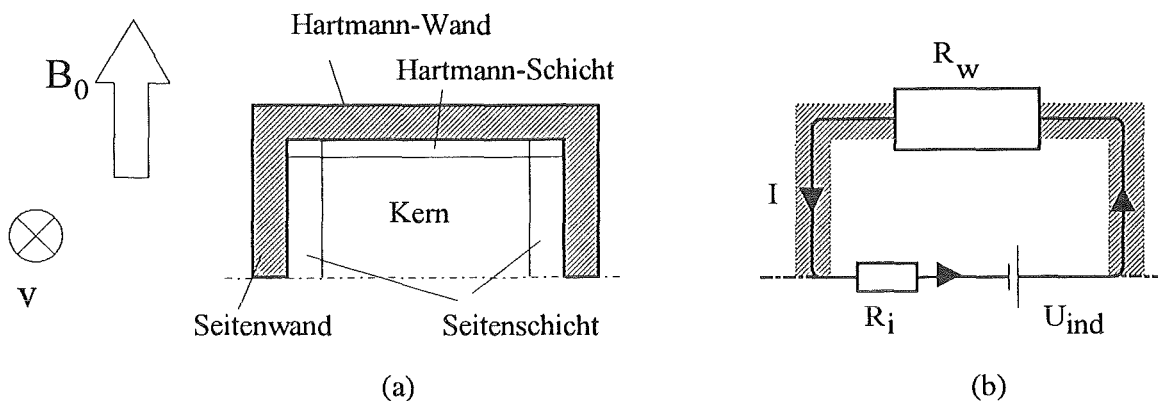 Hartmann-Wand
Hartmann-Schicht
B0
Kern
v
Seitenwand
Seitenschicht
(a)
Rw
I
Ri
Uind
(b)